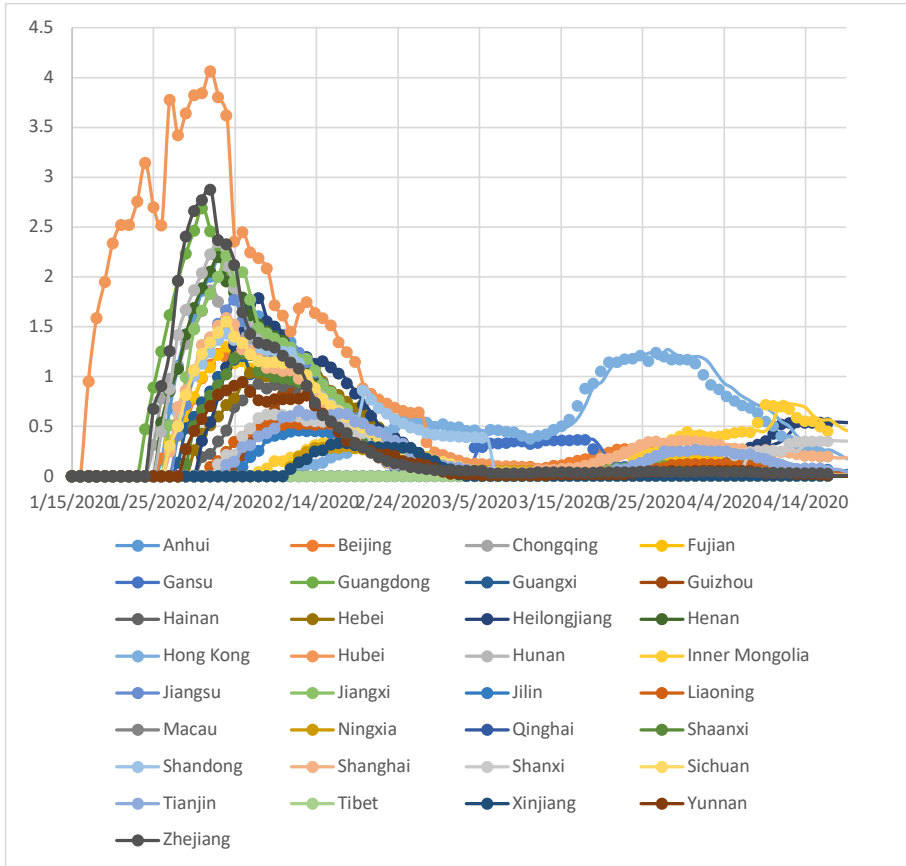 4.5
4
3.5
3
2.5
2
1.5
1
0.5
0
1/15/2020 1/25/2020 2/4/2020 2/14/2020 2/24/2020 3/5/2020 3/15/2020 3/25/2020 4/4/2020 4/14/2020
Anhui Beijing Chongqing Fujian
Gansu Guangdong Guangxi Guizhou
Hainan Hebei Heilongjiang Henan
Hong Kong Hubei Hunan Inner Mongolia
Jiangsu Jiangxi Jilin Liaoning
Macau Ningxia Qinghai Shaanxi
Shandong Shanghai Shanxi Sichuan
Tianjin Tibet Xinjiang Yunnan
Zhejiang